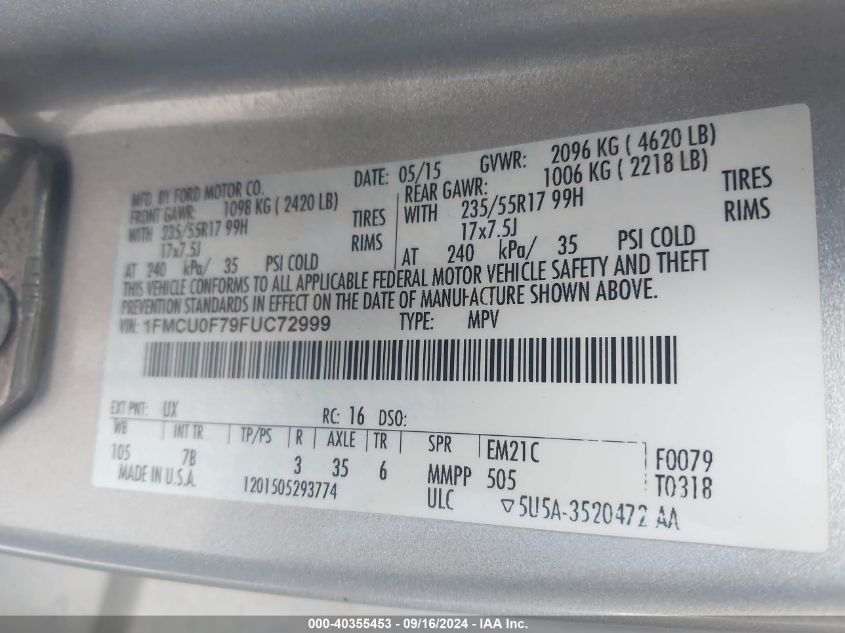 MFD. BY FORD MOTOR CO.
DATE: 05/15 GVWR: 2096 KG ( 4620 LB)
FRONT GAWR: 1098 KG ( 2420 LB)
REAR GAWR: 1006 KG ( 2218 LB)
WITH 235/55R17 99H TIRES
WITH 235/55R17 99H TIRES
17x7.5J RIMS
17x7.5J RIMS
AT 240 kPa/ 35 PSI COLD
AT 240 kPa/ 35 PSI COLD
THIS VEHICLE CONFORMS TO ALL APPLICABLE FEDERAL MOTOR VEHICLE SAFETY AND THEFT
PREVENTION STANDARDS IN EFFECT ON THE DATE OF MANUFACTURE SHOWN ABOVE.
VIN: 1FMCU0F79FUC72999 TYPE: MPV
EXT PNT: UX RC: 16 DSO:
WB INT TR TP/PS R AXLE TR SPR EM21C
105 7B 3 35 6 MMPP 505 F0079
MADE IN U.S.A. 1201505293774 ULC T0318
▽5U5A-3520472 AA
000-40355453 - 09/16/2024 - IAA Inc.